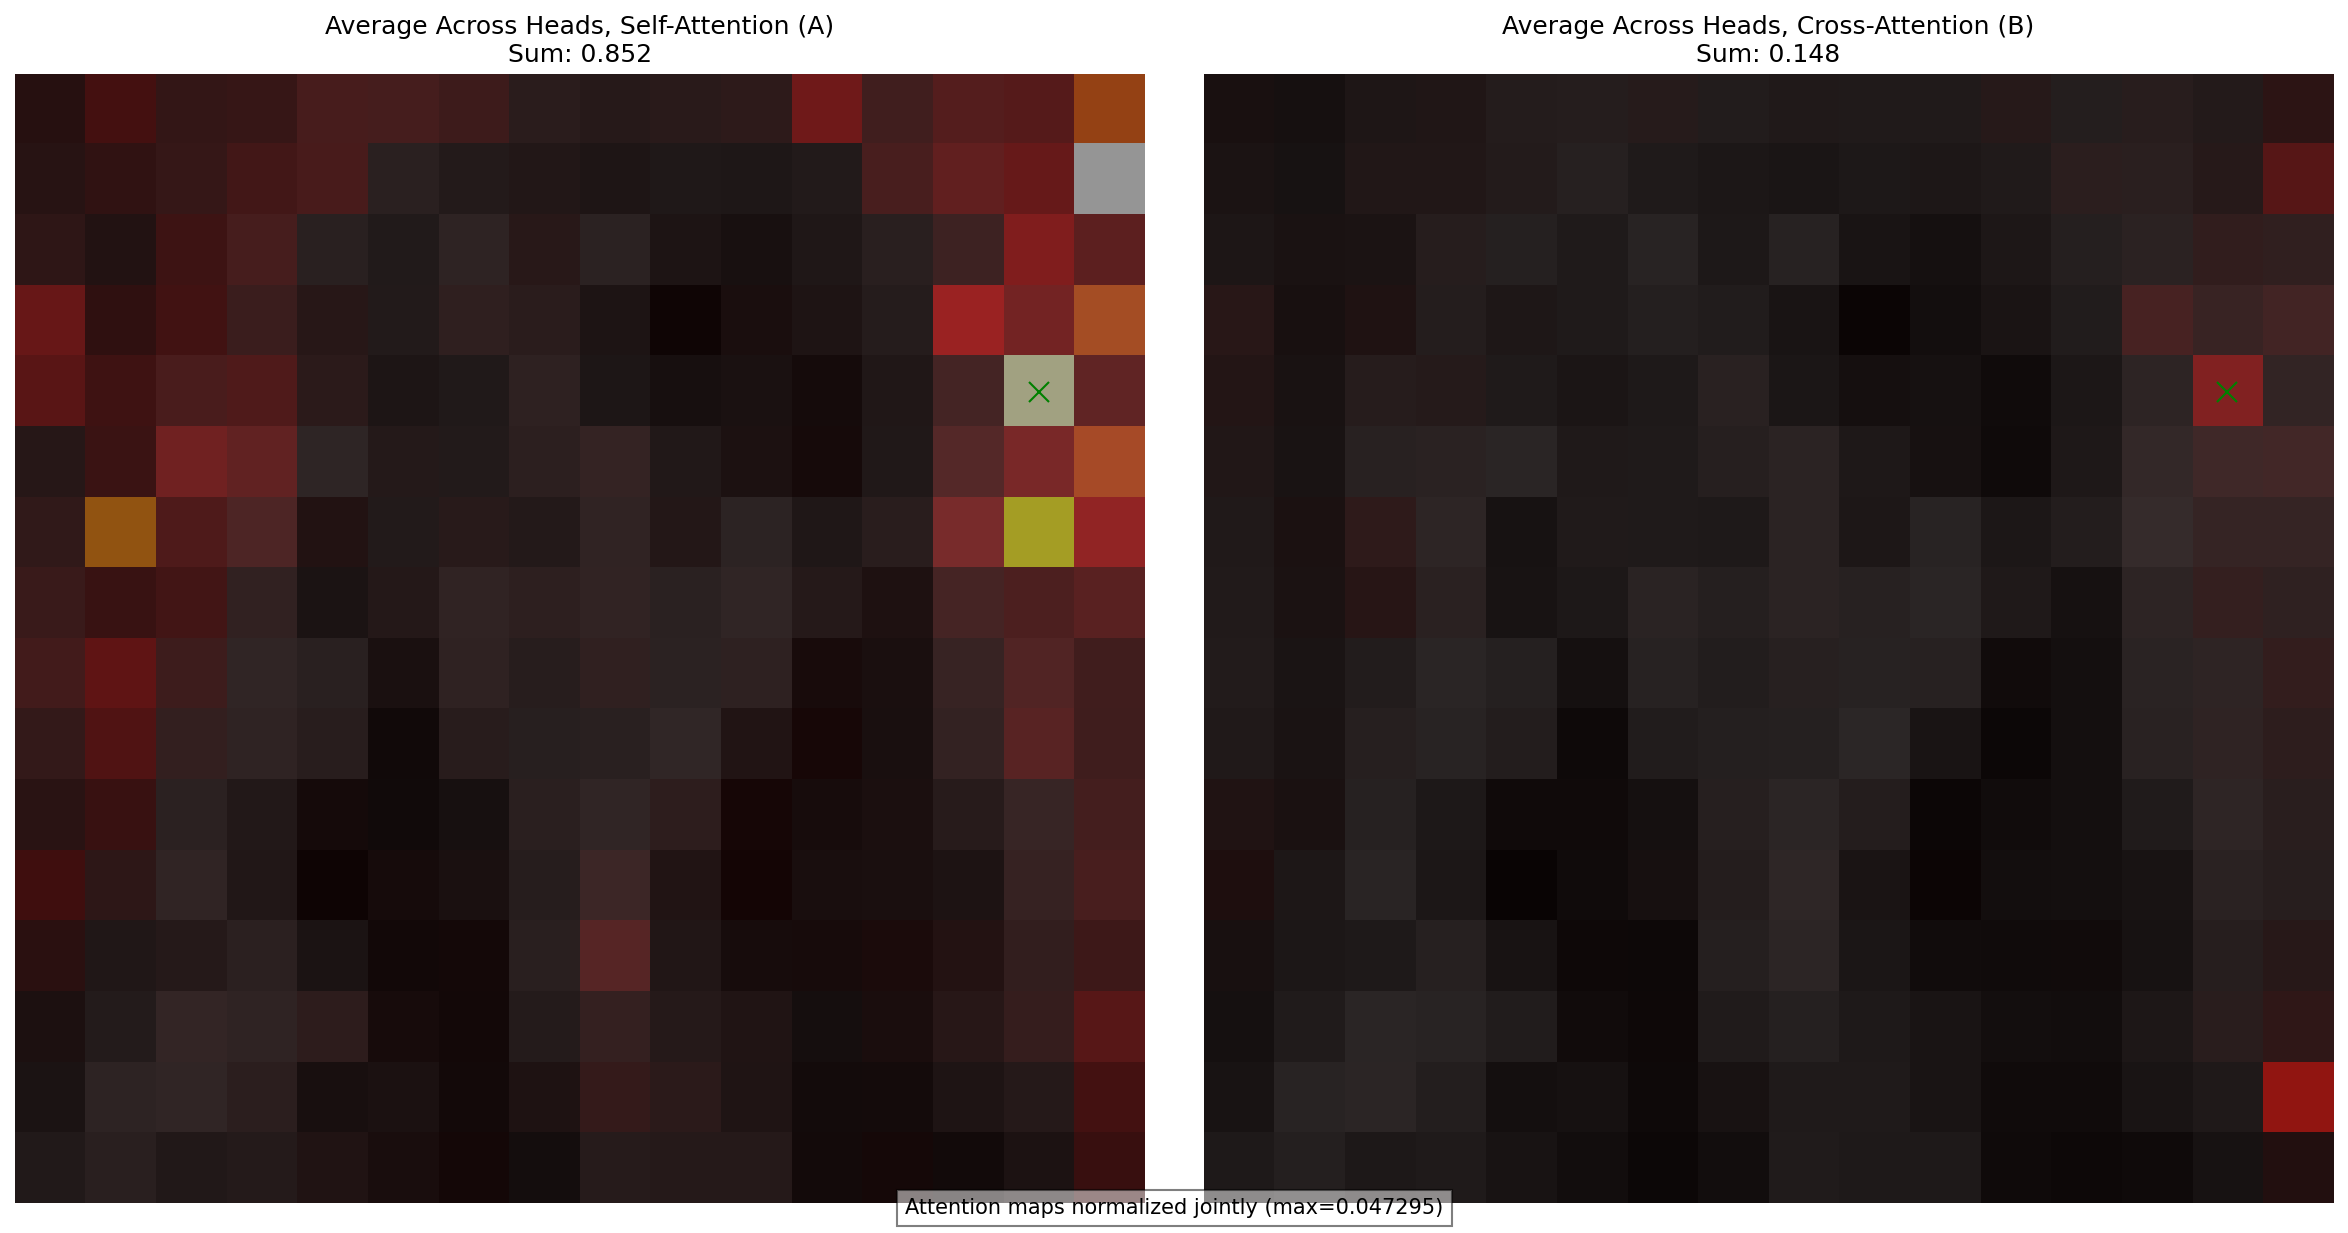 Average Across Heads, Self-Attention (A)
Sum: 0.852
Average Across Heads, Cross-Attention (B)
Sum: 0.148
Attention maps normalized jointly (max=0.047295)